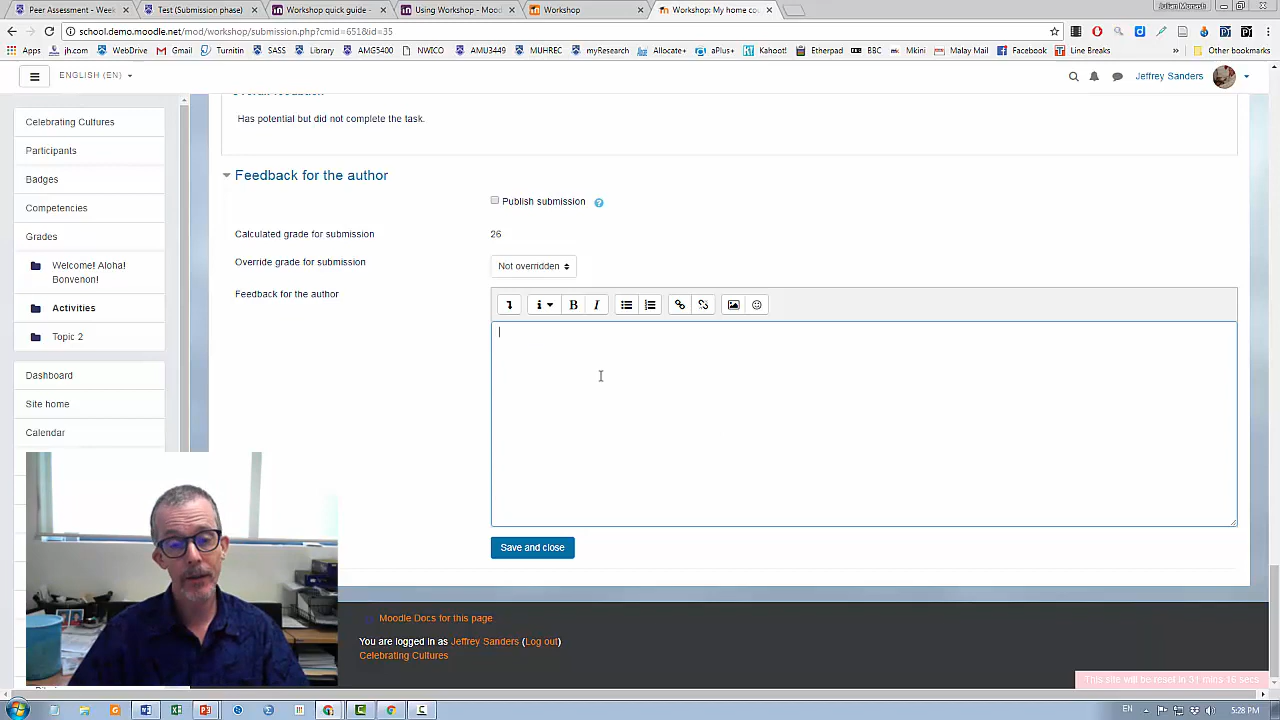 Peer Assessment - Week
Test (Submission phase)
Workshop quick guide -
Using Workshop - Mood
Workshop
Workshop: My home cou
school.demo.moodle.net/mod/workshop/submission.php?cmid=651&id=35
Apps
jh.com
WebDrive
Gmail
Turnitin
SASS
Library
AMG5400
NWECO
AMU3449
MUHREC
myResearch
Allocate+
aPlus+
Kahoot!
Etherpad
BBC
Mkini
Malay Mail
Facebook
Line Breaks
Other bookmarks
ENGLISH (EN)
Jeffrey Sanders
Celebrating Cultures
Participants
Badges
Competencies
Grades
Welcome! Aloha!
Bonvenon!
Activities
Topic 2
Dashboard
Site home
Calendar
Overall feedback
Has potential but did not complete the task.
Feedback for the author
Publish submission
Calculated grade for submission
26
Override grade for submission
Not overridden
Feedback for the author
Save and close
Moodle Docs for this page
You are logged in as Jeffrey Sanders (Log out)
Celebrating Cultures
This site will be reset in 31 mins 16 secs
EN
5:28 PM